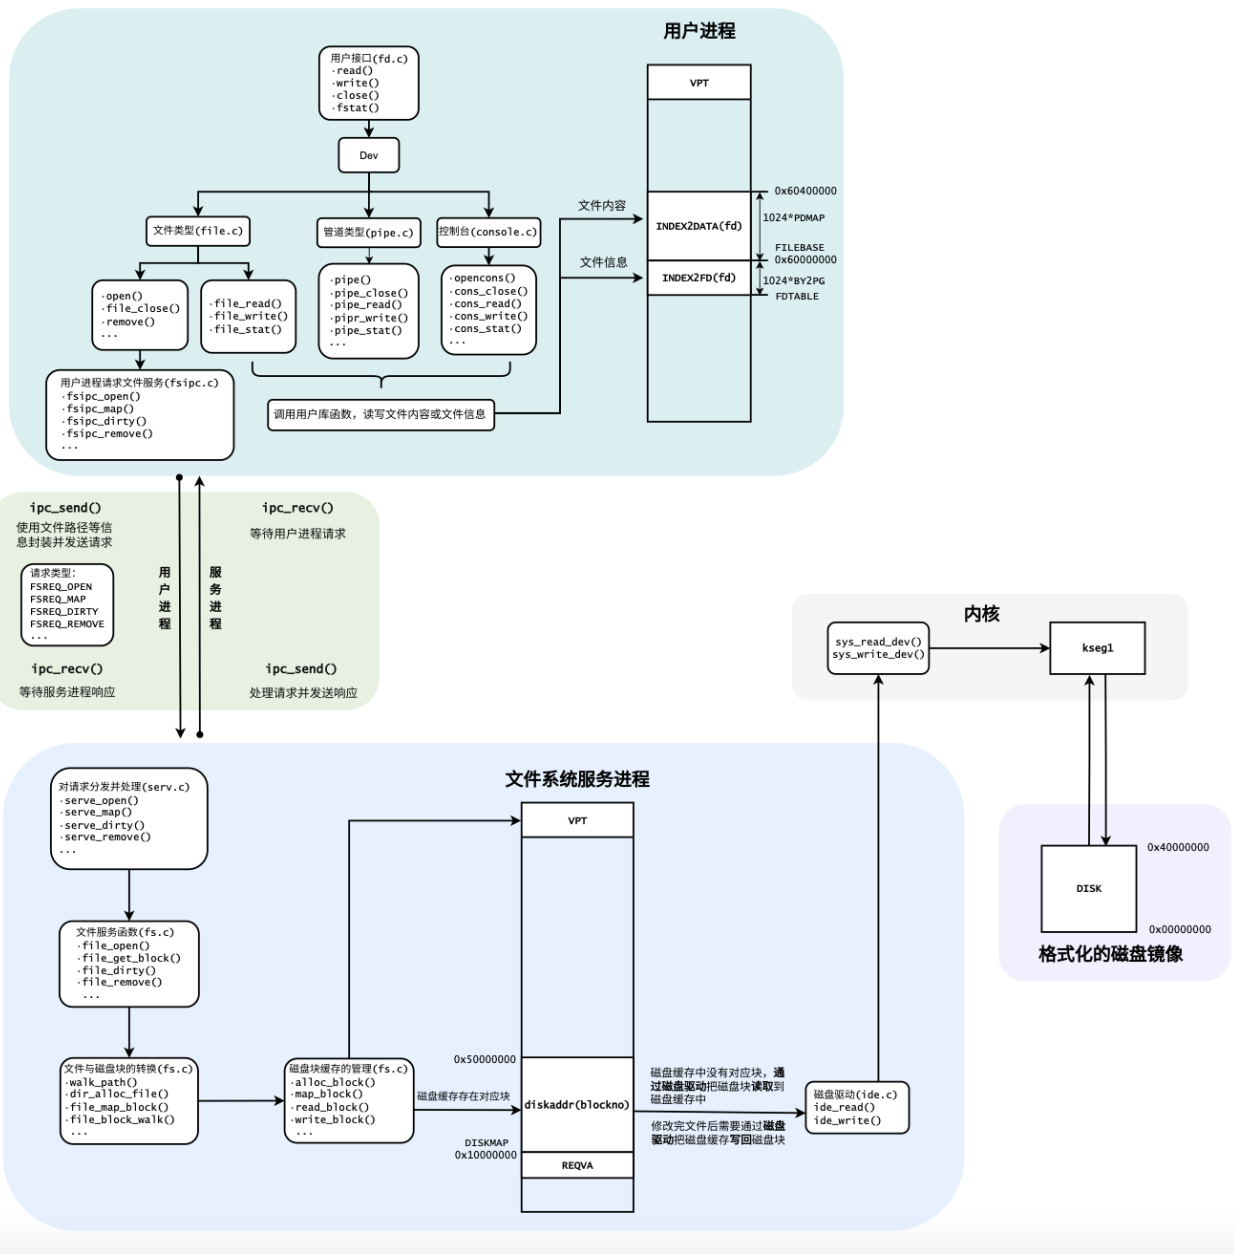 用户进程
用户接口(fd.c)
·read()
·write()
·close()
·fstat()
Dev
文件类型(file.c)
管道类型(pipe.c)
控制台(console.c)
·open()
·file_close()
·remove()
...
·file_read()
·file_write()
·file_stat()
·pipe()
·pipe_close()
·pipe_read()
·pipr_write()
·pipe_stat()
...
·opencons()
·cons_close()
·cons_read()
·cons_write()
·cons_stat()
...
用户进程请求文件服务(fsipc.c)
·fsipc_open()
·fsipc_map()
·fsipc_dirty()
·fsipc_remove()
...
调用用户库函数，读写文件内容或文件信息
文件内容
文件信息
VPT
INDEX2DATA(fd)
INDEX2FD(fd)
0x60400000
1024*PDMAP
FILEBASE
0x60000000
1024*BY2PG
FDTABLE
ipc_send()
使用文件路径等信
息封装并发送请求
请求类型：
FSREQ_OPEN
FSREQ_MAP
FSREQ_DIRTY
FSREQ_REMOVE
...
ipc_recv()
等待服务进程响应
用户进程
服务进程
ipc_recv()
等待用户进程请求
ipc_send()
处理请求并发送响应
内核
sys_read_dev()
sys_write_dev()
kseg1
DISK
0x40000000
0x00000000
格式化的磁盘镜像
文件系统服务进程
对请求分发并处理(serv.c)
·serve_open()
·serve_map()
·serve_dirty()
·serve_remove()
...
文件服务函数(fs.c)
·file_open()
·file_get_block()
·file_dirty()
·file_remove()
...
文件与磁盘块的转换(fs.c)
·walk_path()
·dir_alloc_file()
·file_map_block()
·file_block_walk()
...
磁盘块缓存的管理(fs.c)
·alloc_block()
·map_block()
·read_block()
·write_block()
...
磁盘缓存存在对应块
VPT
0x50000000
diskaddr(blockno)
DISKMAP
0x10000000
REQVA
磁盘缓存中没有对应块，通
过磁盘驱动把磁盘块读取到
磁盘缓存中
修改完文件后需要通过磁盘
驱动把磁盘缓存写回磁盘块
磁盘驱动(ide.c)
ide_read()
ide_write()